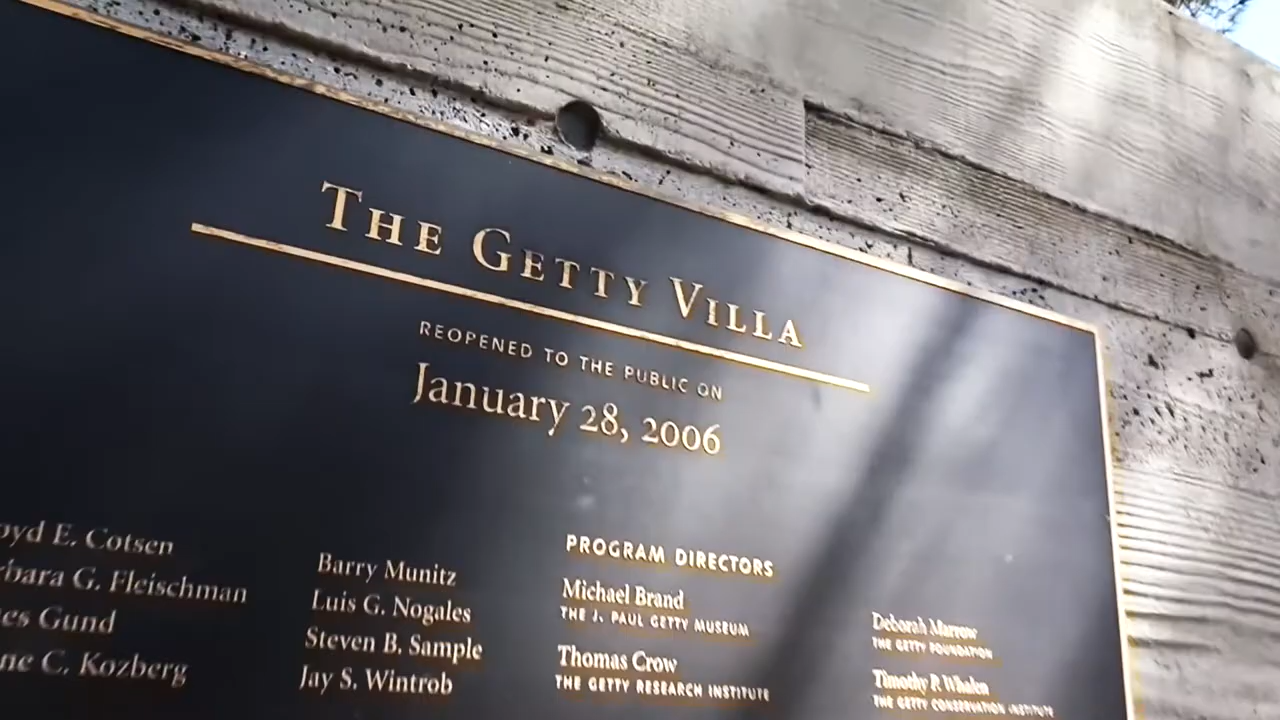 THE GETTY VILLA
REOPENED TO THE PUBLIC ON
January 28, 2006
oyd E. Cotsen
rbara G. Fleischman
es Gund
ne C. Kozberg
Barry Munitz
Luis G. Nogales
Steven B. Sample
Jay S. Wintrob
PROGRAM DIRECTORS
Michael Brand
THE J. PAUL GETTY MUSEUM
Thomas Crow
THE GETTY RESEARCH INSTITUTE
Deborah Marrow
THE GETTY FOUNDATION
Timothy P. Whalen
THE GETTY CONSERVATION INSTITUTE